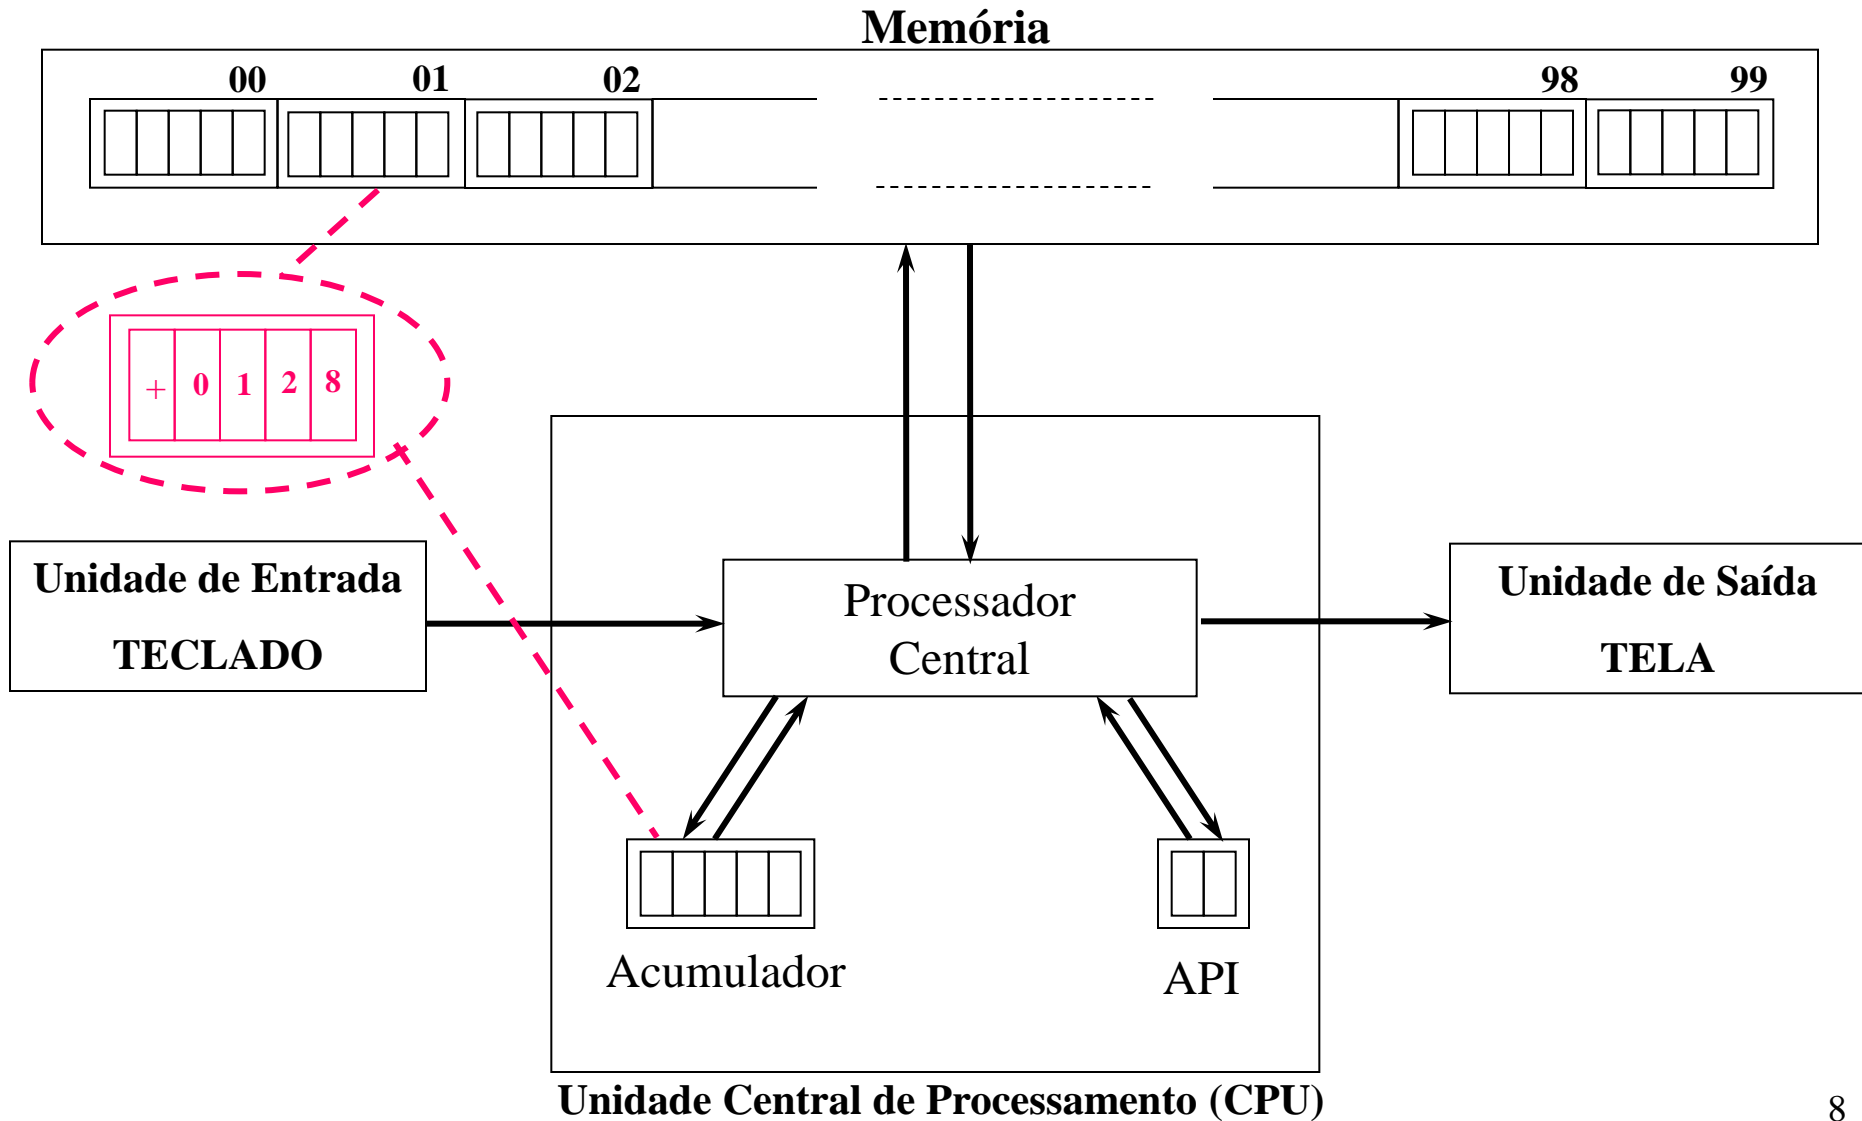 Memória
00 01 02 98 99
+ 0 1 2 8
Unidade de Entrada
TECLADO
Processador
Central
Unidade de Saída
TELA
Acumulador
API
Unidade Central de Processamento (CPU)
8